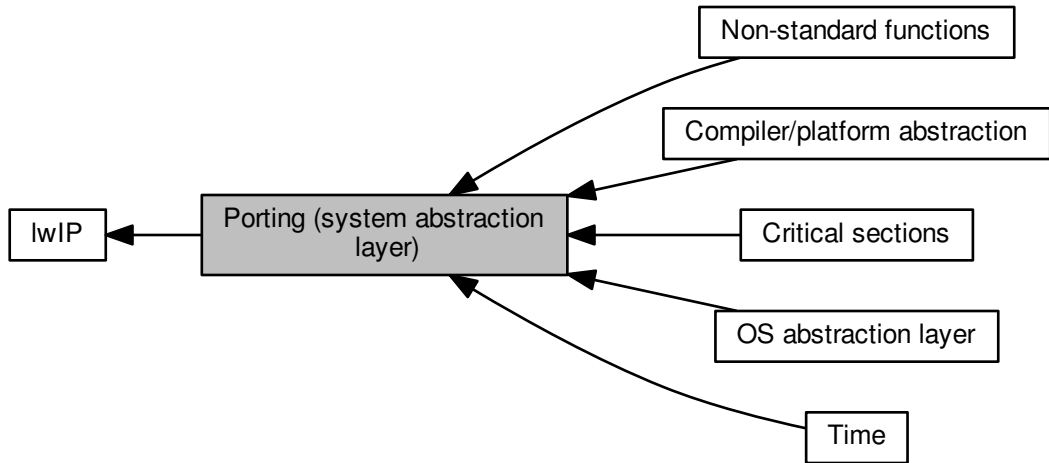 Non-standard functions
Compiler/platform abstraction
Porting (system abstraction
layer)
lwIP
Critical sections
OS abstraction layer
Time